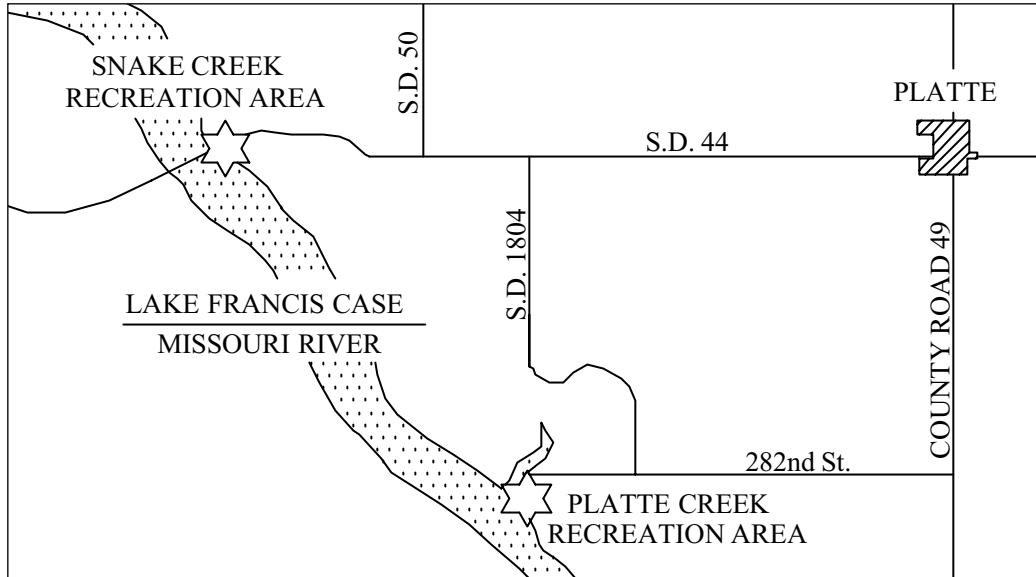 S.D. 50
SNAKE CREEK
RECREATION AREA
PLATTE
S.D. 44
S.D. 1804
COUNTY ROAD 49
LAKE FRANCIS CASE
MISSOURI RIVER
282nd St.
PLATTE CREEK
RECREATION AREA